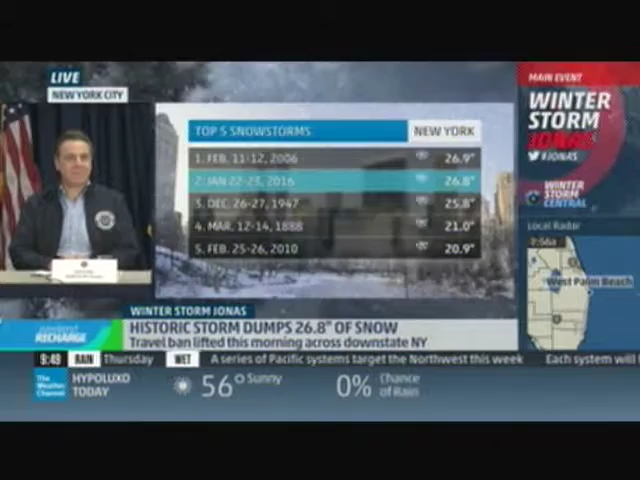 LIVE
NEW YORK CITY
TOP 5 SNOWSTORMS
NEW YORK
1. FEB. 11-12, 2006 26.9"
2. JAN 22-23, 2016 26.8"
3. DEC. 26-27, 1947 25.8"
4. MAR. 12-14, 1888 21.0"
5. FEB. 25-26, 2010 20.9"
MAIN EVENT
WINTER
STORM
JONAS
#JONAS
WINTER
STORM
CENTRAL
Local Radar
West Palm Beach
WINTER STORM JONAS
RECHARGE
HISTORIC STORM DUMPS 26.8" OF SNOW
Travel ban lifted this morning across downstate NY
9:49 RAIN Thursday WET A series of Pacific systems target the Northwest this week Each system will
The
Weather
Channel
HYPOLUXO
TODAY
56° Sunny
0% Chance
of Rain